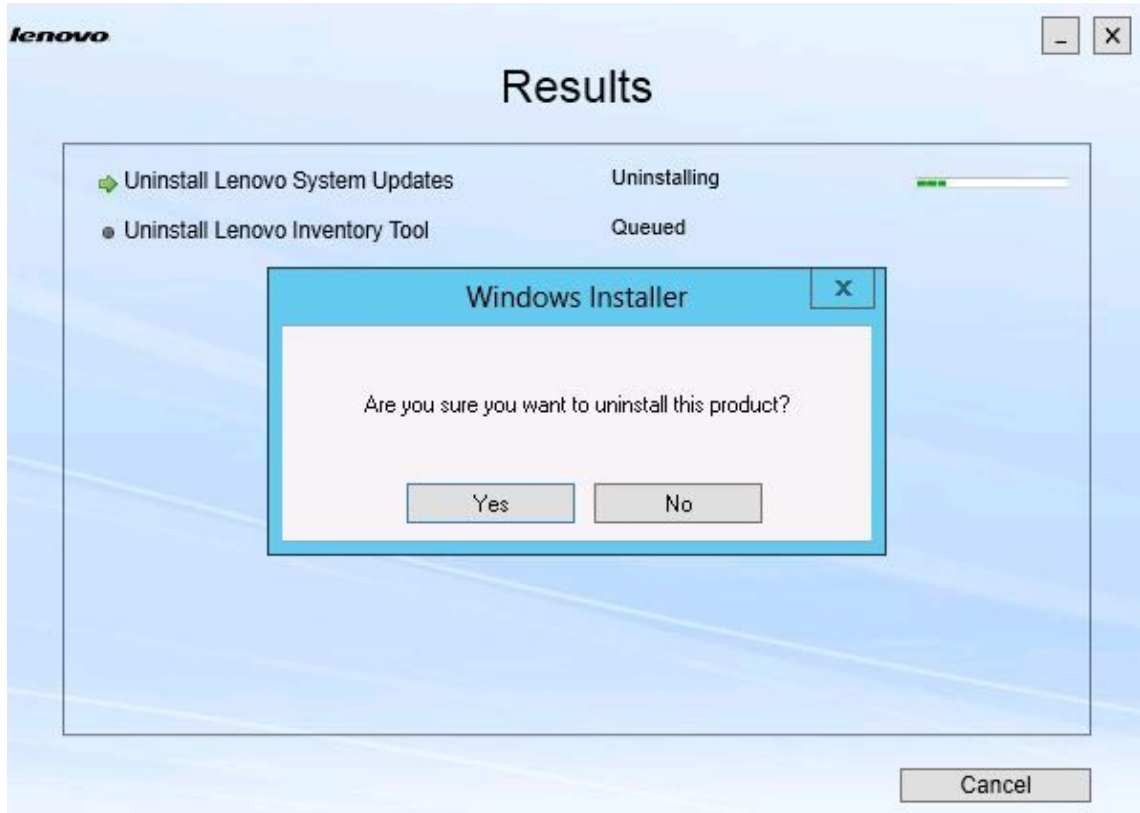 lenovo
Results
Uninstall Lenovo System Updates Uninstalling
Uninstall Lenovo Inventory Tool Queued
Windows Installer
Are you sure you want to uninstall this product?
Yes No
Cancel